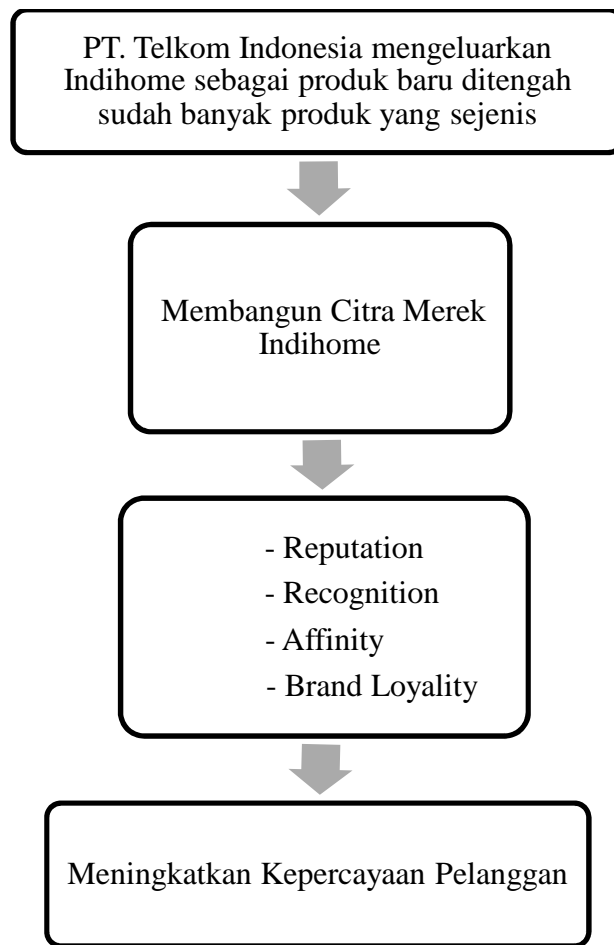 PT. Telkom Indonesia mengeluarkan
Indihome sebagai produk baru ditengah
sudah banyak produk yang sejenis
Membangun Citra Merek
Indihome
- Reputation
- Recognition
- Affinity
- Brand Loyality
Meningkatkan Kepercayaan Pelanggan